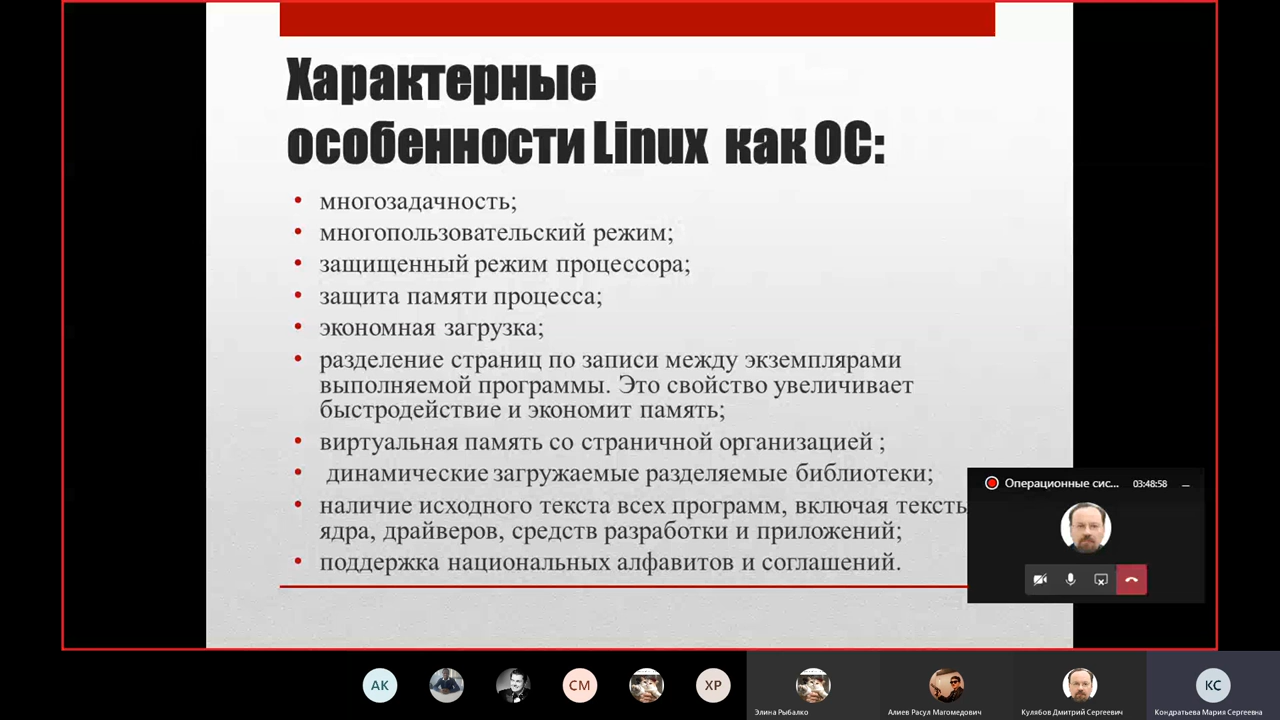 Характерные
особенности Linux как ОС:
• многозадачность;
• многопользовательский режим;
• защищенный режим процессора;
• защита памяти процесса;
• экономная загрузка;
• разделение страниц по записи между экземплярами
выполняемой программы. Это свойство увеличивает
быстродействие и экономит память;
• виртуальная память со страничной организацией ;
• динамические загружаемые разделяемые библиотеки;
• наличие исходного текста всех программ, включая тексты
ядра, драйверов, средств разработки и приложений;
• поддержка национальных алфавитов и соглашений.
Операционные сис... 03:48:58
АК
СМ
ХР
КС
Элина Рыбалко
Алиев Расул Магомедович
Кулябов Дмитрий Сергеевич
Кондратьева Мария Сергеевна